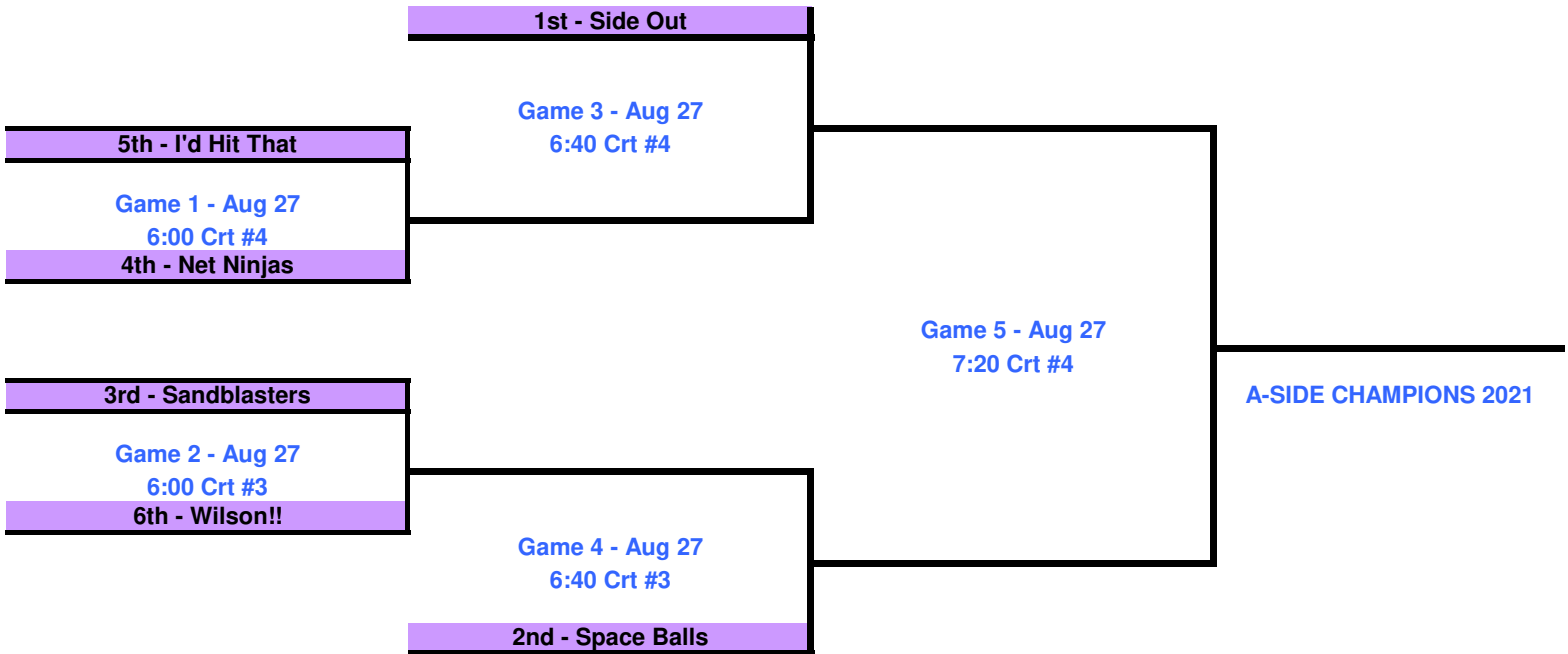 1st - Side Out
Game 3 - Aug 27
6:40 Crt #4
5th - I'd Hit That
Game 1 - Aug 27
6:00 Crt #4
4th - Net Ninjas
Game 5 - Aug 27
7:20 Crt #4
A-SIDE CHAMPIONS 2021
3rd - Sandblasters
Game 2 - Aug 27
6:00 Crt #3
6th - Wilson!!
Game 4 - Aug 27
6:40 Crt #3
2nd - Space Balls